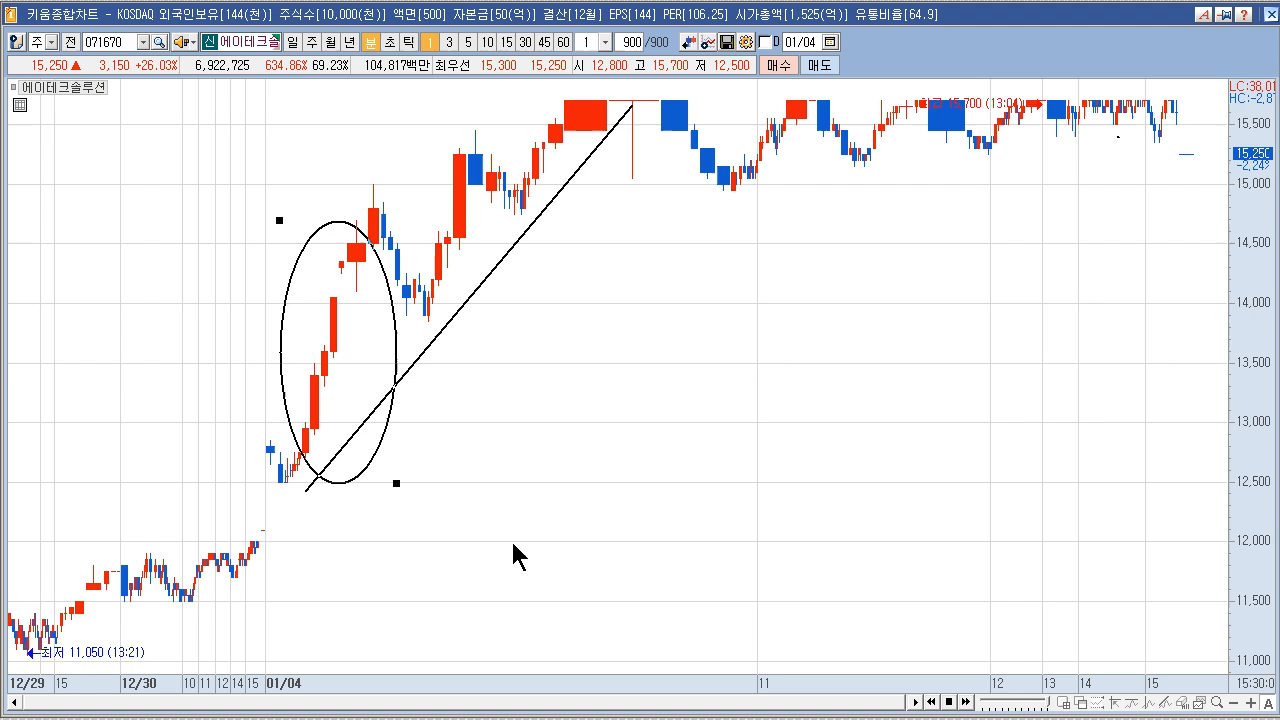 키움종합차트 - KOSDAQ 외국인보유[144(천)] 주식수[10,000(천)] 액면[500] 자본금[50(억)] 결산[12월] EPS[144] PER[106.25] 시가총액[1,525(억)] 유통비율[64.9]
주 전 071670 신 에이테크솔 일 주 월 년 분 초 틱 1 3 5 10 15 30 45 60 1 900 /900 D 01/04
15,250 ▲ 3,150 +26.03% 6,922,725 634.86% 69.23% 104,817백만 최우선 15,300 15,250 시 12,800 고 15,700 저 12,500 매수 매도
에이테크솔루션
LC:38,01
HC:-2,8
최고 15,700 (13:04)
15,500
15,250
-2,24%
15,000
14,500
14,000
13,500
13,000
12,500
12,000
11,500
11,000
최저 11,050 (13:21)
12/29 15 12/30 10 11 12 14 15 01/04 11 12 13 14 15 15:30:0
A